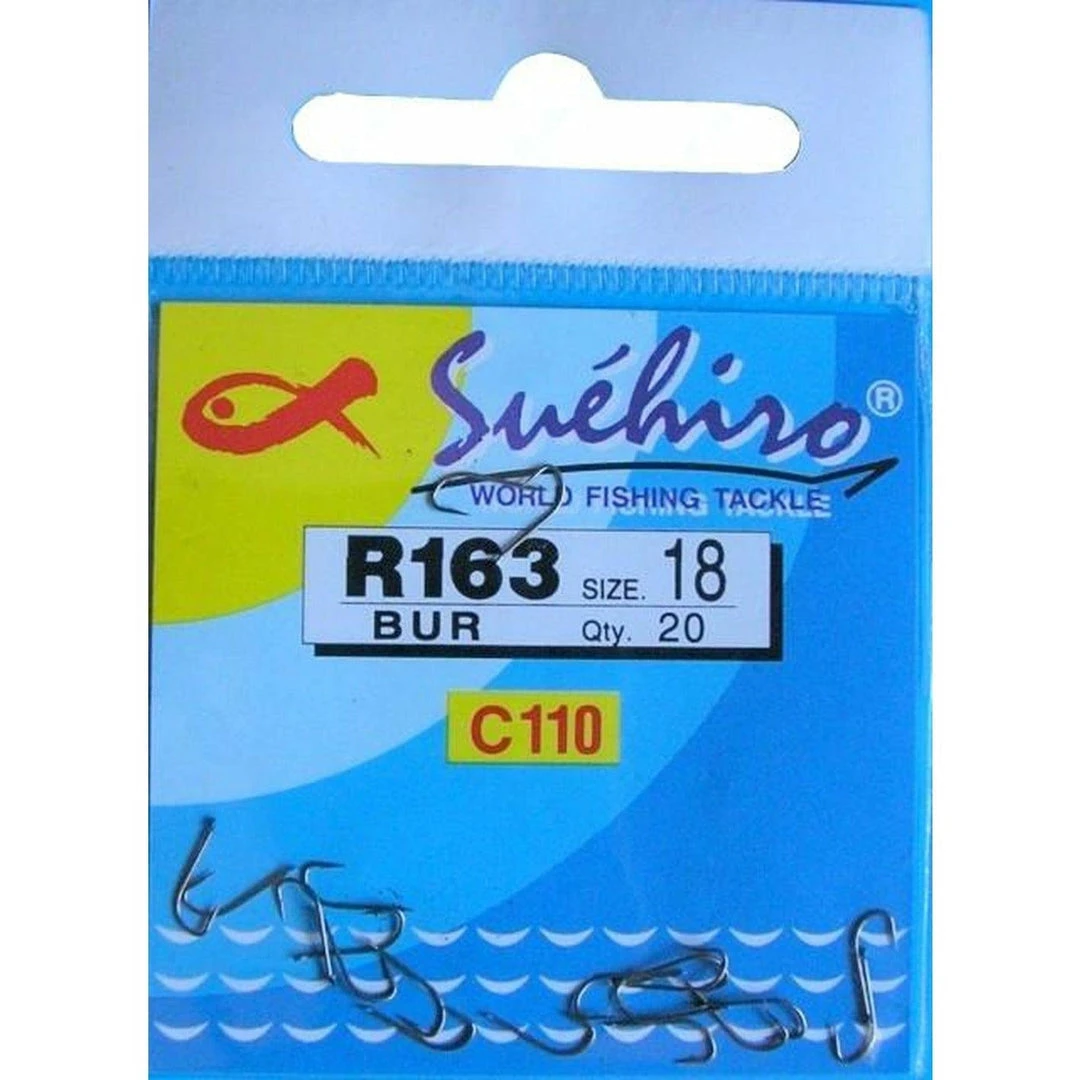 Suéhiro®
WORLD FISHING TACKLE
R163 SIZE. 18
BUR Qty. 20
C110